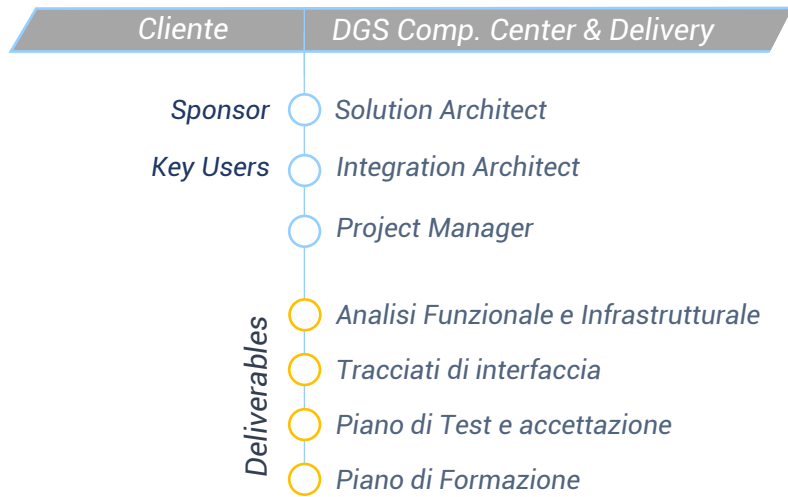 Cliente
DGS Comp. Center & Delivery
Sponsor
Solution Architect
Key Users
Integration Architect
Project Manager
Deliverables
Analisi Funzionale e Infrastrutturale
Tracciati di interfaccia
Piano di Test e accettazione
Piano di Formazione